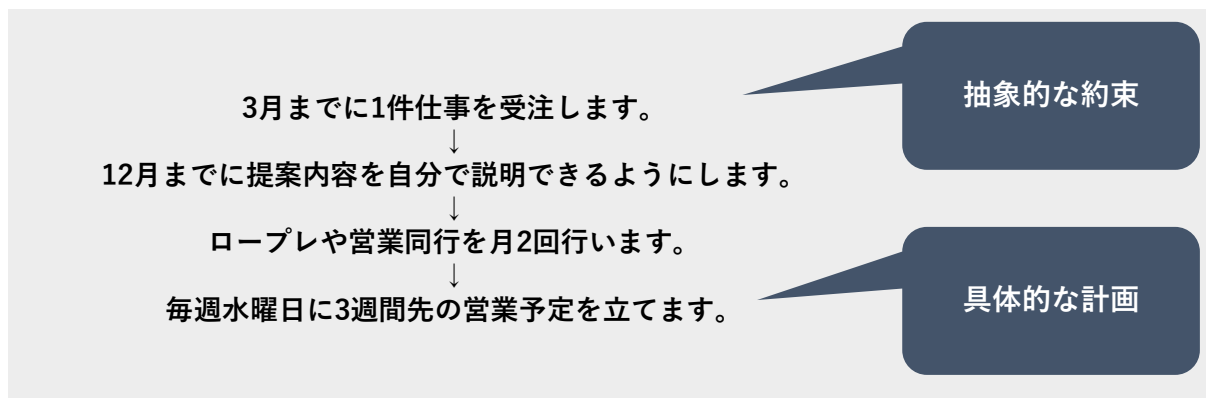 3月までに1件仕事を受注します。
↓
12月までに提案内容を自分で説明できるようにします。
↓
ロープレや営業同行を月2回行います。
↓
毎週水曜日に3週間先の営業予定を立てます。
抽象的な約束
具体的な計画